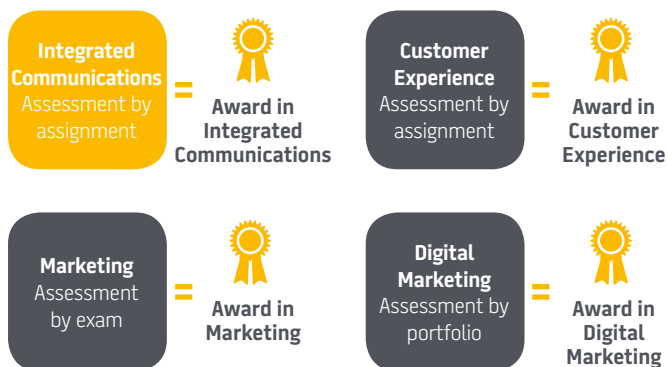 Integrated
Communications
Assessment by
assignment
=
Award in
Integrated
Communications
Customer
Experience
Assessment by
assignment
=
Award in
Customer
Experience
Marketing
Assessment
by exam
=
Award in
Marketing
Digital
Marketing
Assessment by
portfolio
=
Award in
Digital
Marketing